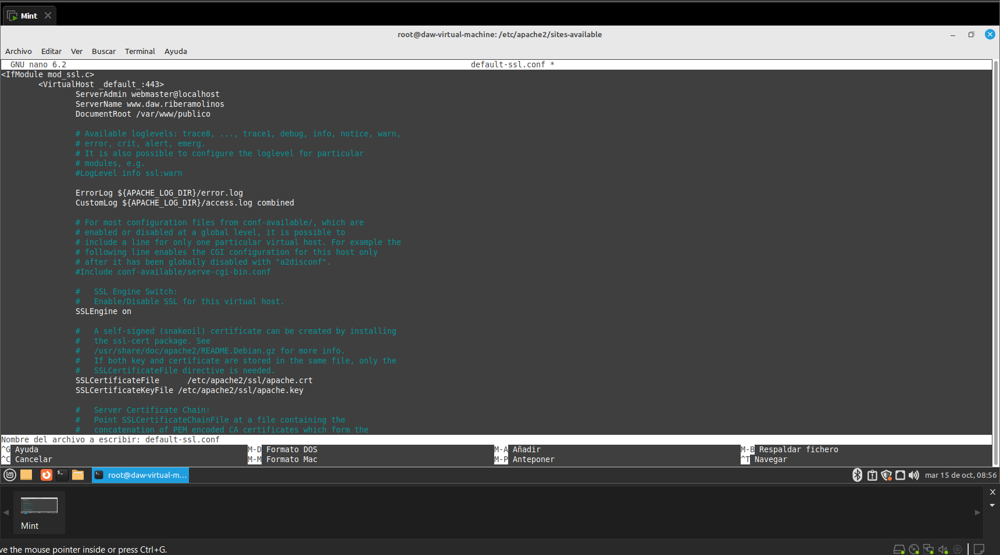 Mint
root@daw-virtual-machine: /etc/apache2/sites-available
Archivo Editar Ver Buscar Terminal Ayuda
GNU nano 6.2 default-ssl.conf *
<IfModule mod_ssl.c>
<VirtualHost _default_:443>
ServerAdmin webmaster@localhost
ServerName www.daw.riberamolinos
DocumentRoot /var/www/publico
# Available loglevels: trace8, ..., trace1, debug, info, notice, warn,
# error, crit, alert, emerg.
# It is also possible to configure the loglevel for particular
# modules, e.g.
#LogLevel info ssl:warn
ErrorLog ${APACHE_LOG_DIR}/error.log
CustomLog ${APACHE_LOG_DIR}/access.log combined
# For most configuration files from conf-available/, which are
# enabled or disabled at a global level, it is possible to
# include a line for only one particular virtual host. For example the
# following line enables the CGI configuration for this host only
# after it has been globally disabled with "a2disconf".
#Include conf-available/serve-cgi-bin.conf
# SSL Engine Switch:
# Enable/Disable SSL for this virtual host.
SSLEngine on
# A self-signed (snakeoil) certificate can be created by installing
# the ssl-cert package. See
# /usr/share/doc/apache2/README.Debian.gz for more info.
# If both key and certificate are stored in the same file, only the
# SSLCertificateFile directive is needed.
SSLCertificateFile /etc/apache2/ssl/apache.crt
SSLCertificateKeyFile /etc/apache2/ssl/apache.key
# Server Certificate Chain:
# Point SSLCertificateChainFile at a file containing the
# concatenation of PEM encoded CA certificates which form the
Nombre del archivo a escribir: default-ssl.conf
^G Ayuda M-D Formato DOS M-A Añadir M-B Respaldar fichero
^C Cancelar M-M Formato Mac M-P Anteponer ^T Navegar
root@daw-virtual-m... mar 15 de oct, 08:56
Mint
ve the mouse pointer inside or press Ctrl+G.